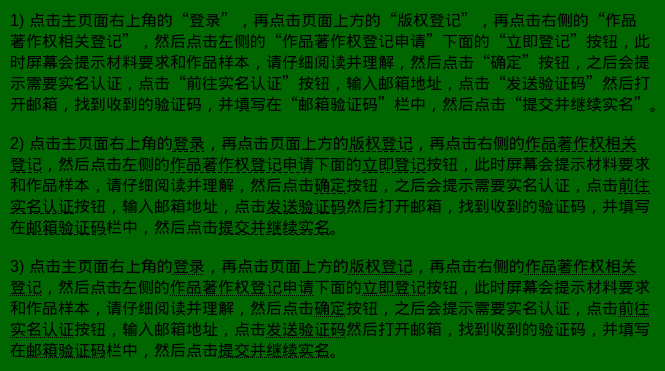 1) 点击主页面右上角的“登录”，再点击页面上方的“版权登记”，再点击右侧的“作品
著作权相关登记”，然后点击左侧的“作品著作权登记申请”下面的“立即登记”按钮，此
时屏幕会提示材料要求和作品样本，请仔细阅读并理解，然后点击“确定”按钮，之后会提
示需要实名认证，点击“前往实名认证”按钮，输入邮箱地址，点击“发送验证码”然后打
开邮箱，找到收到的验证码，并填写在“邮箱验证码”栏中，然后点击“提交并继续实名”。
2) 点击主页面右上角的登录，再点击页面上方的版权登记，再点击右侧的作品著作权相关
登记，然后点击左侧的作品著作权登记申请下面的立即登记按钮，此时屏幕会提示材料要求
和作品样本，请仔细阅读并理解，然后点击确定按钮，之后会提示需要实名认证，点击前往
实名认证按钮，输入邮箱地址，点击发送验证码然后打开邮箱，找到收到的验证码，并填写
在邮箱验证码栏中，然后点击提交并继续实名。
3) 点击主页面右上角的登录，再点击页面上方的版权登记，再点击右侧的作品著作权相关
登记，然后点击左侧的作品著作权登记申请下面的立即登记按钮，此时屏幕会提示材料要求
和作品样本，请仔细阅读并理解，然后点击确定按钮，之后会提示需要实名认证，点击前往
实名认证按钮，输入邮箱地址，点击发送验证码然后打开邮箱，找到收到的验证码，并填写
在邮箱验证码栏中，然后点击提交并继续实名。